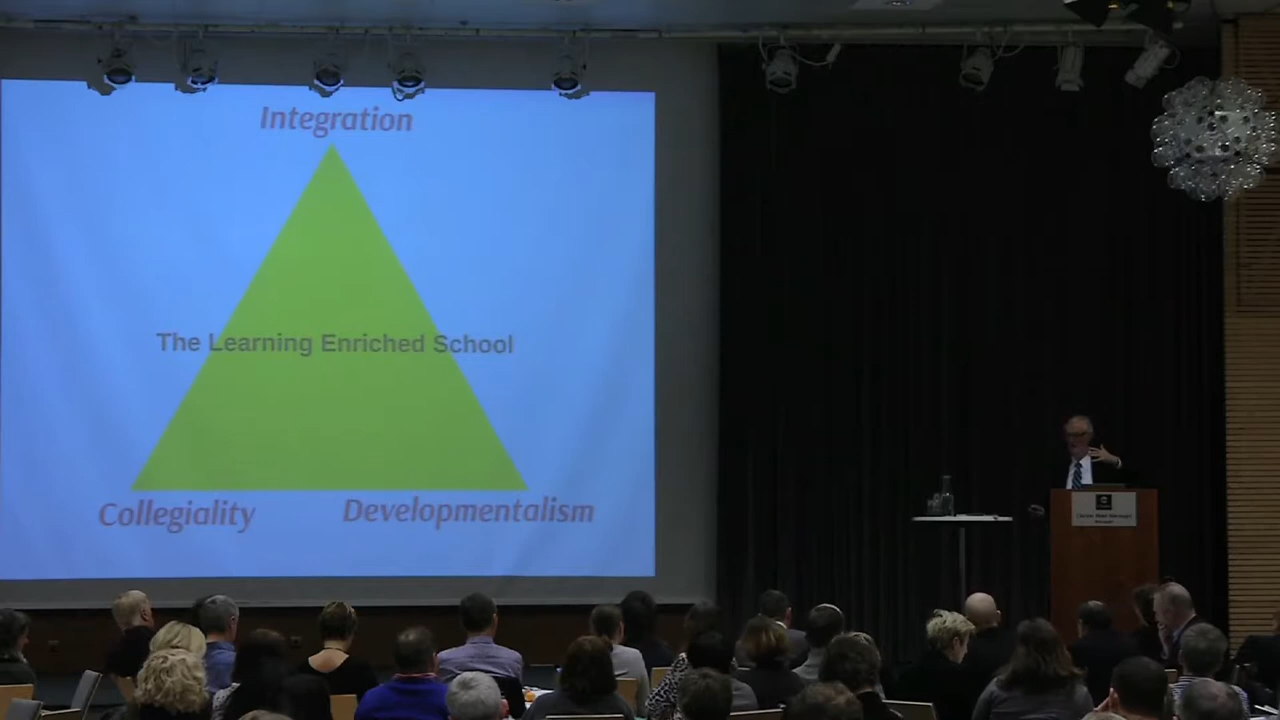 Integration
The Learning Enriched School
Collegiality
Developmentalism